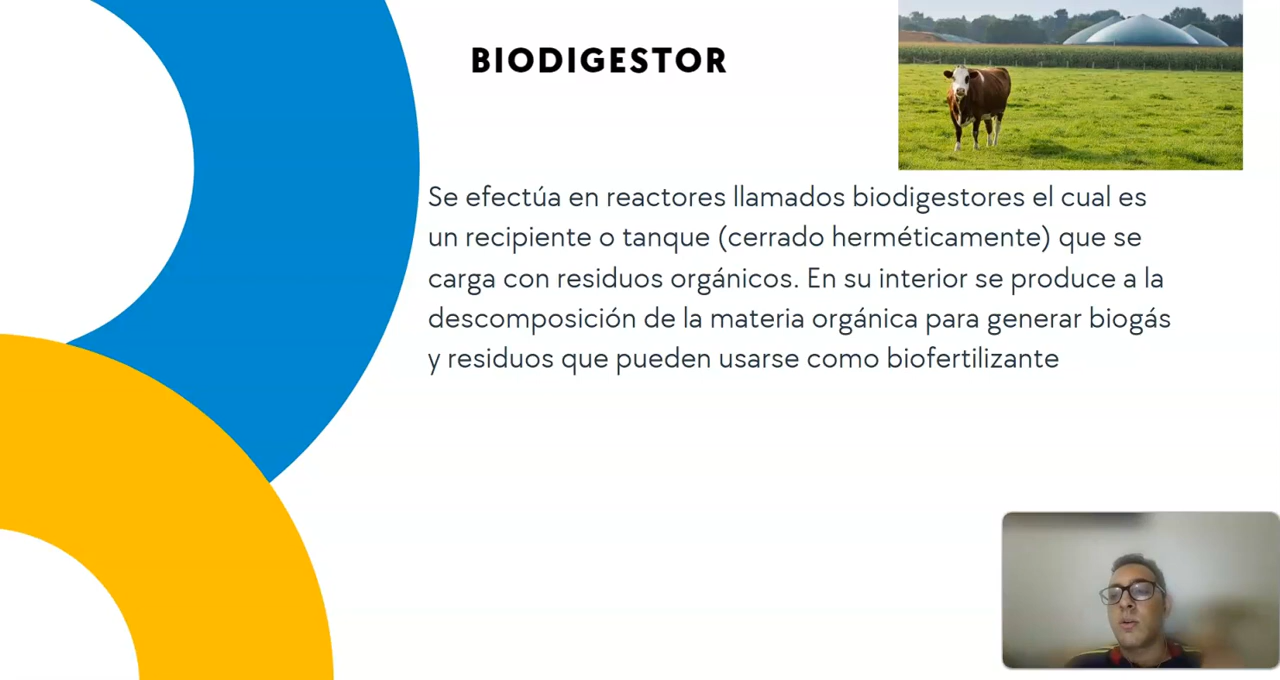 BIODIGESTOR
Se efectúa en reactores llamados biodigestores el cual es
un recipiente o tanque (cerrado herméticamente) que se
carga con residuos orgánicos. En su interior se produce a la
descomposición de la materia orgánica para generar biogás
y residuos que pueden usarse como biofertilizante